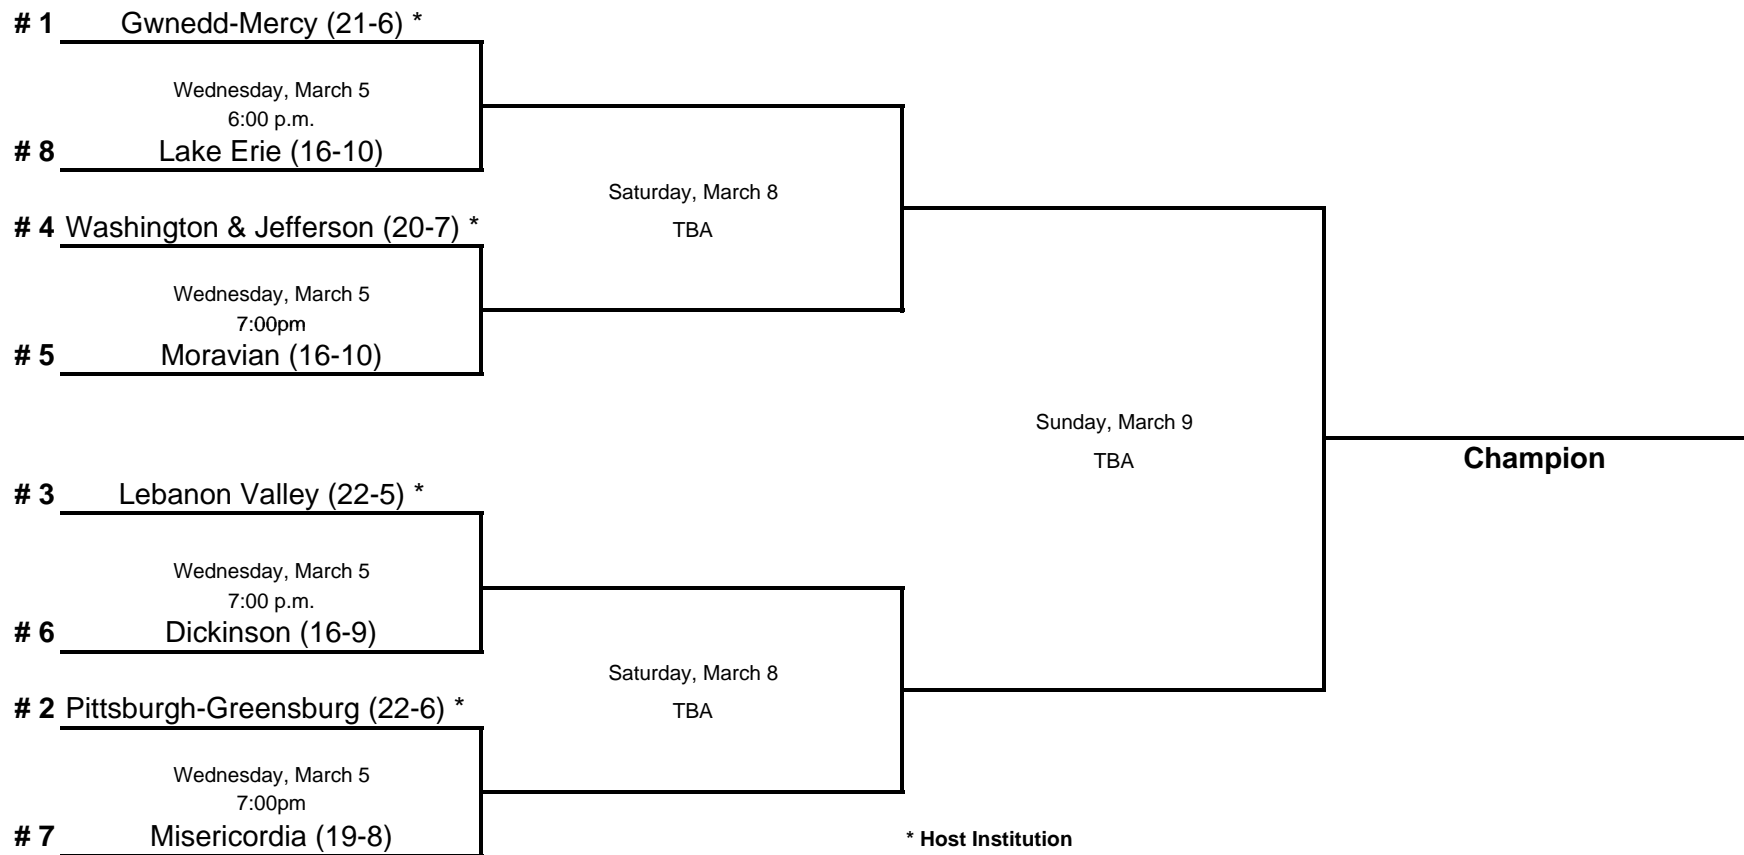 # 1 Gwnedd-Mercy (21-6) *
Wednesday, March 5
6:00 p.m.
# 8 Lake Erie (16-10)
Saturday, March 8
TBA
# 4 Washington & Jefferson (20-7) *
Wednesday, March 5
7:00pm
# 5 Moravian (16-10)
Sunday, March 9
TBA
Champion
# 3 Lebanon Valley (22-5) *
Wednesday, March 5
7:00 p.m.
# 6 Dickinson (16-9)
Saturday, March 8
TBA
# 2 Pittsburgh-Greensburg (22-6) *
Wednesday, March 5
7:00pm
# 7 Misericordia (19-8)
* Host Institution